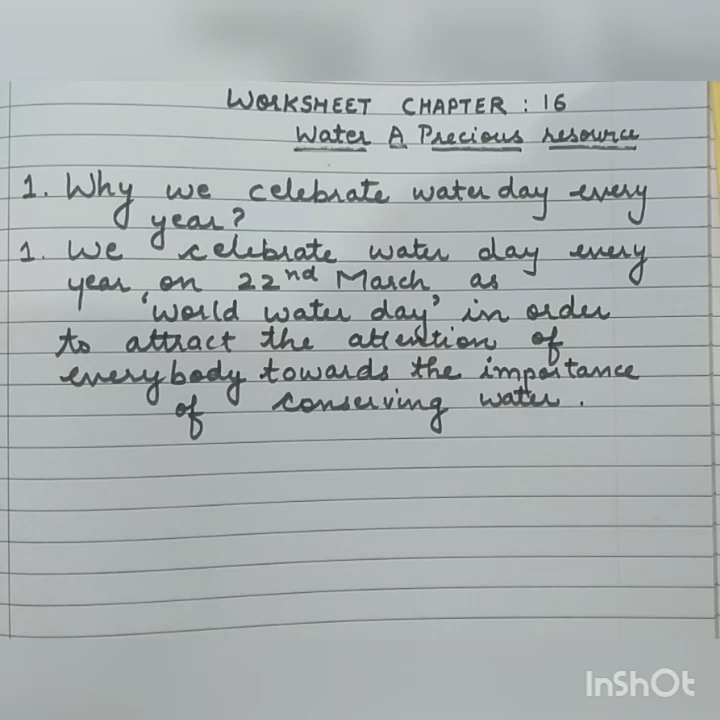 WORKSHEET CHAPTER : 16
Water A Precious resource
1. Why we celebrate water day every
year?
1. We celebrate water day every
year, on 22nd March as
'World water day' in order
to attract the attention of
everybody towards the importance
of conserving water.
InShOt